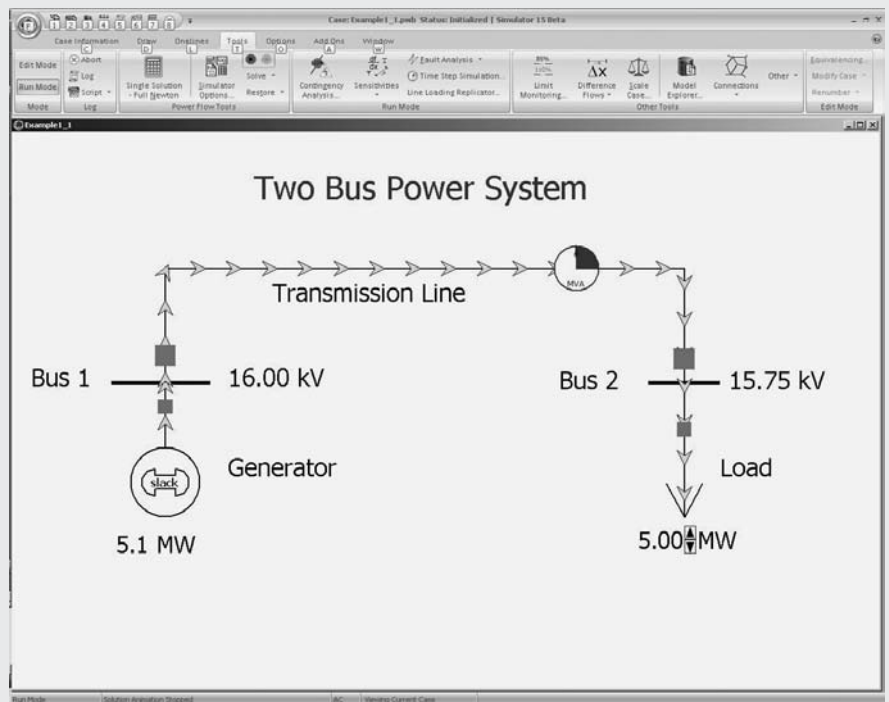 Case: Example1_1.pwb Status: Initialized | Simulator 15 Beta
Case Information Draw Onelines Tools Options Add Ons Window
C D L T O A W
Edit Mode
Run Mode
Mode
Abort
Log
Script
Log
Single Solution - Full Newton
Simulator Options...
Solve
Restore
Power Flow Tools
Contingency Analysis...
Sensitivities
Fault Analysis
Time Step Simulation...
Line Loading Replicator...
Run Mode
Limit Monitoring...
Difference Flows
Scale Case...
Model Explorer...
Connections
Other
Other Tools
Equivalencing...
Modify Case
Renumber
Edit Mode
Example1_1
Two Bus Power System
MVA
Transmission Line
Bus 1
16.00 kV
Bus 2
15.75 kV
slack
Generator
Load
5.1 MW
5.00 MW
Run Mode
Solution Animation Stopped
AC
Viewing Current Case